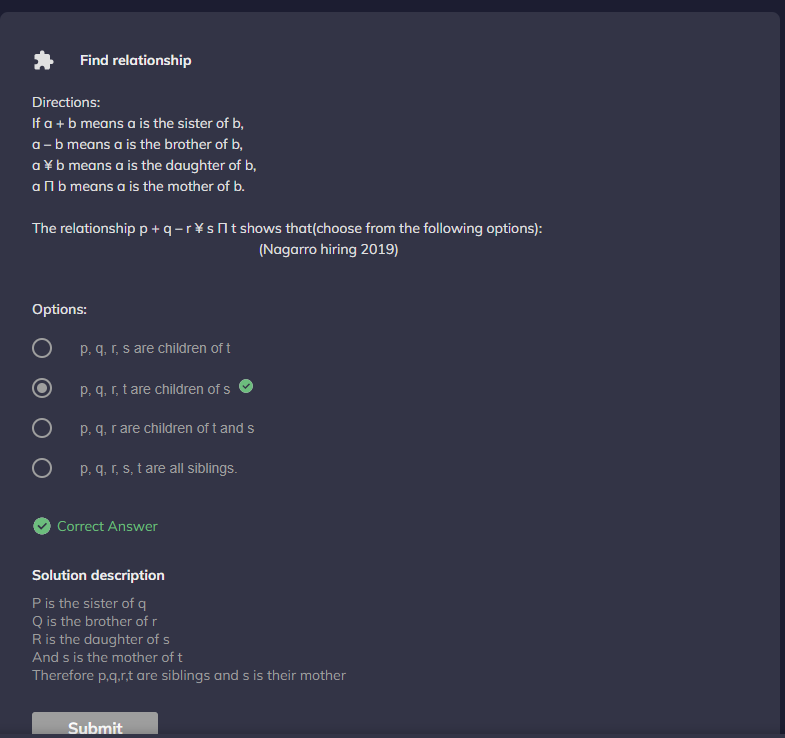 Find relationship
Directions:
If a + b means a is the sister of b,
a – b means a is the brother of b,
a ¥ b means a is the daughter of b,
a Π b means a is the mother of b.
The relationship p + q – r ¥ s Π t shows that(choose from the following options):
(Nagarro hiring 2019)
Options:
p, q, r, s are children of t
p, q, r, t are children of s
p, q, r are children of t and s
p, q, r, s, t are all siblings.
Correct Answer
Solution description
P is the sister of q
Q is the brother of r
R is the daughter of s
And s is the mother of t
Therefore p,q,r,t are siblings and s is their mother
Submit